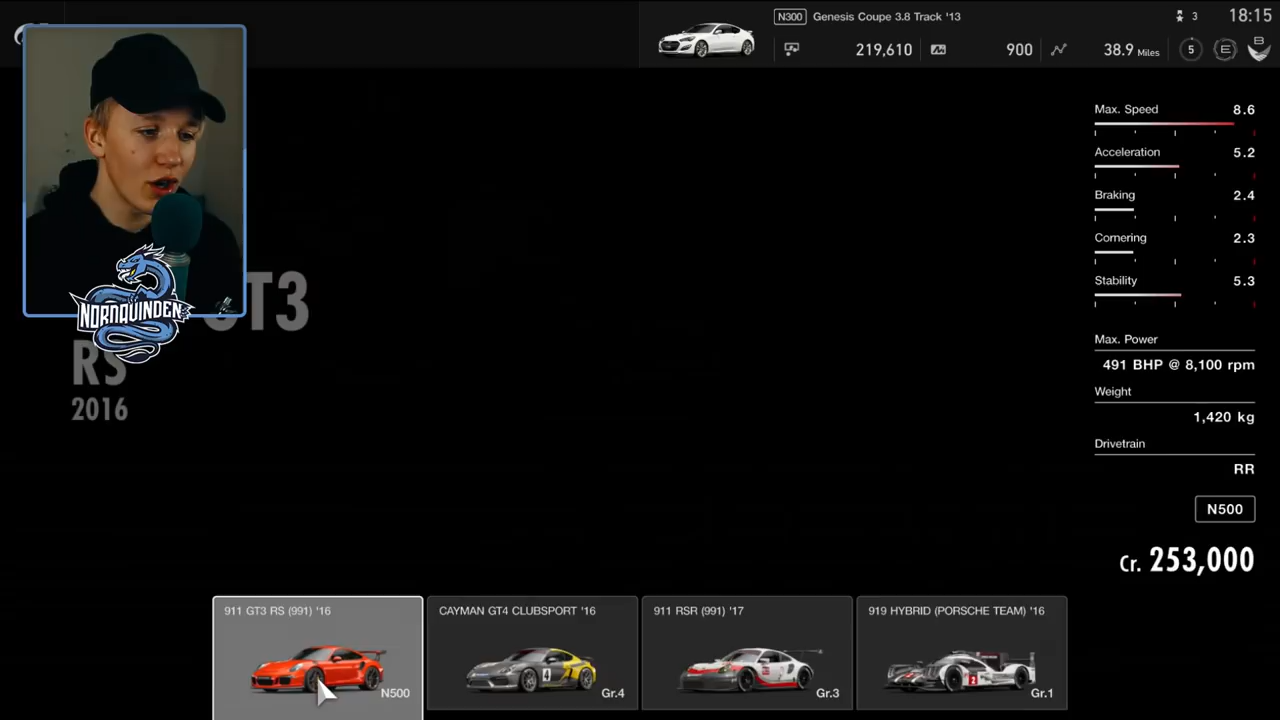 N300 Genesis Coupe 3.8 Track '13
3 18:15
219,610 900 38.9 Miles 5 E B
NORNQVINDEN
GT3
RS
2016
Max. Speed 8.6
Acceleration 5.2
Braking 2.4
Cornering 2.3
Stability 5.3
Max. Power
491 BHP @ 8,100 rpm
Weight
1,420 kg
Drivetrain
RR
N500
Cr. 253,000
911 GT3 RS (991) '16
N500
CAYMAN GT4 CLUBSPORT '16
4
Gr.4
911 RSR (991) '17
Gr.3
919 HYBRID (PORSCHE TEAM) '16
2
Gr.1